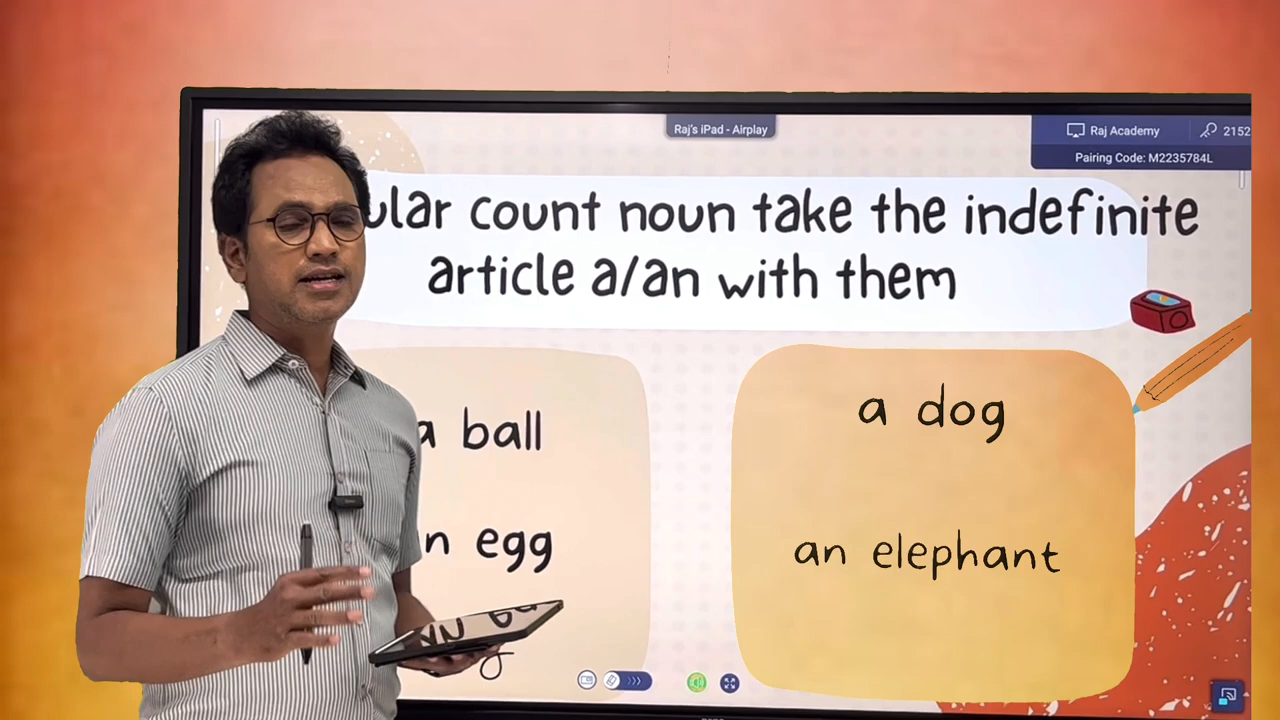 Raj's iPad - Airplay
Raj Academy
2152
Pairing Code: M2235784L
ular count noun take the indefinite
article a/an with them
a ball
n egg
a dog
an elephant